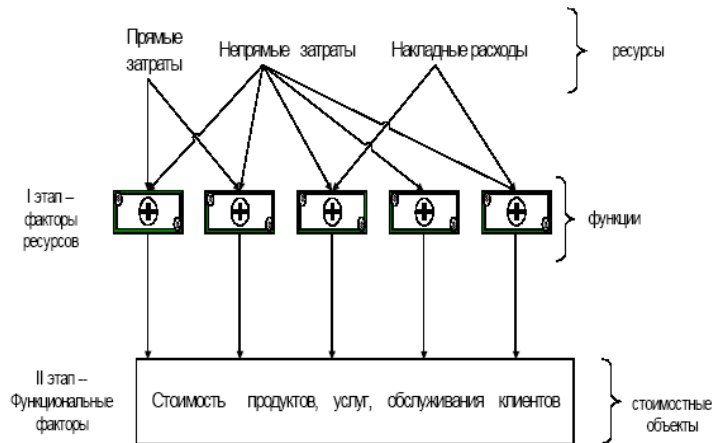 Прямые
затраты
Непрямые затраты
Накладные расходы
ресурсы
I этап –
факторы
ресурсов
функции
II этап –
Функциональные
факторы
Стоимость продуктов, услуг, обслуживания клиентов
стоимостные
объекты